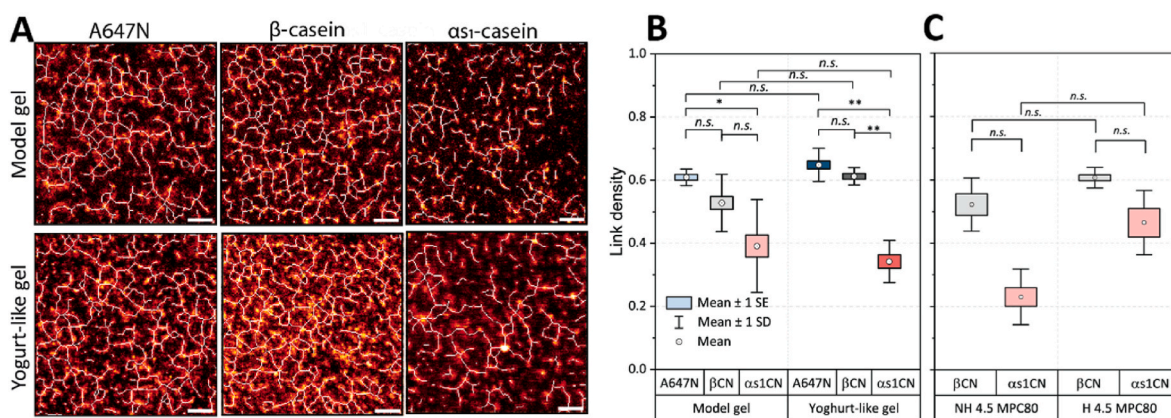 A
A647N
β-casein
αs1-casein
Model gel
Yogurt-like gel
B
Link density
1.0
0.8
0.6
0.4
0.2
0.0
n.s.
n.s.
n.s.
*
**
n.s.
n.s.
n.s.
**
Mean ± 1 SE
Mean ± 1 SD
Mean
A647N
βCN
αs1CN
A647N
βCN
αs1CN
Model gel
Yoghurt-like gel
C
n.s.
n.s.
n.s.
n.s.
βCN
αs1CN
βCN
αs1CN
NH 4.5 MPC80
H 4.5 MPC80